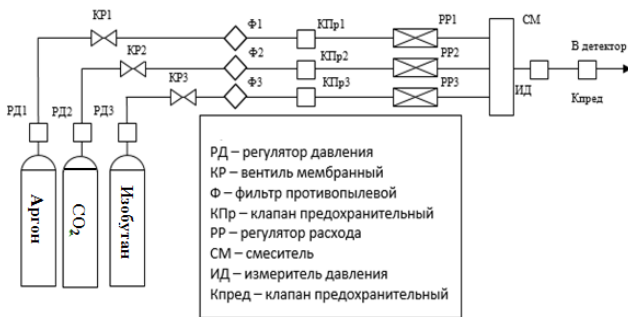 КР1
Ф1
КПр1
РР1
СМ
КР2
Ф2
КПр2
РР2
В детектор
КР3
Ф3
КПр3
РР3
ИД
Кпред
РД1
РД2
РД3
Аргон
CO2
Изобутан
РД – регулятор давления
КР – вентиль мембранный
Ф – фильтр противопылевой
КПр – клапан предохранительный
РР – регулятор расхода
СМ – смеситель
ИД – измеритель давления
Кпред – клапан предохранительный